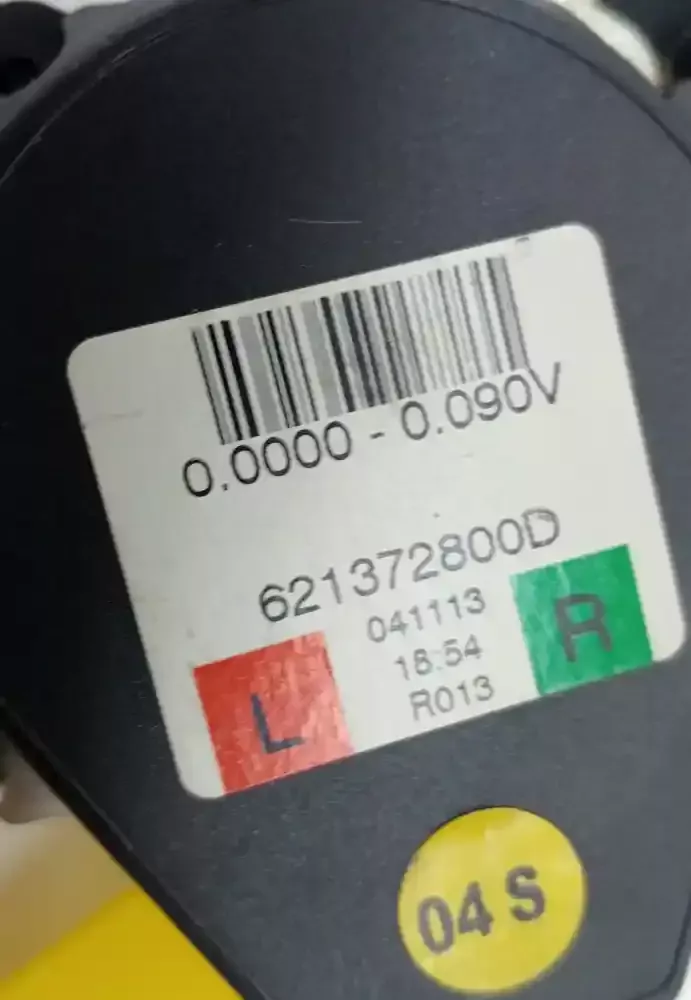 0.0000 - 0.090V
621372800D
041113
18:54
R013
L
R
04 S